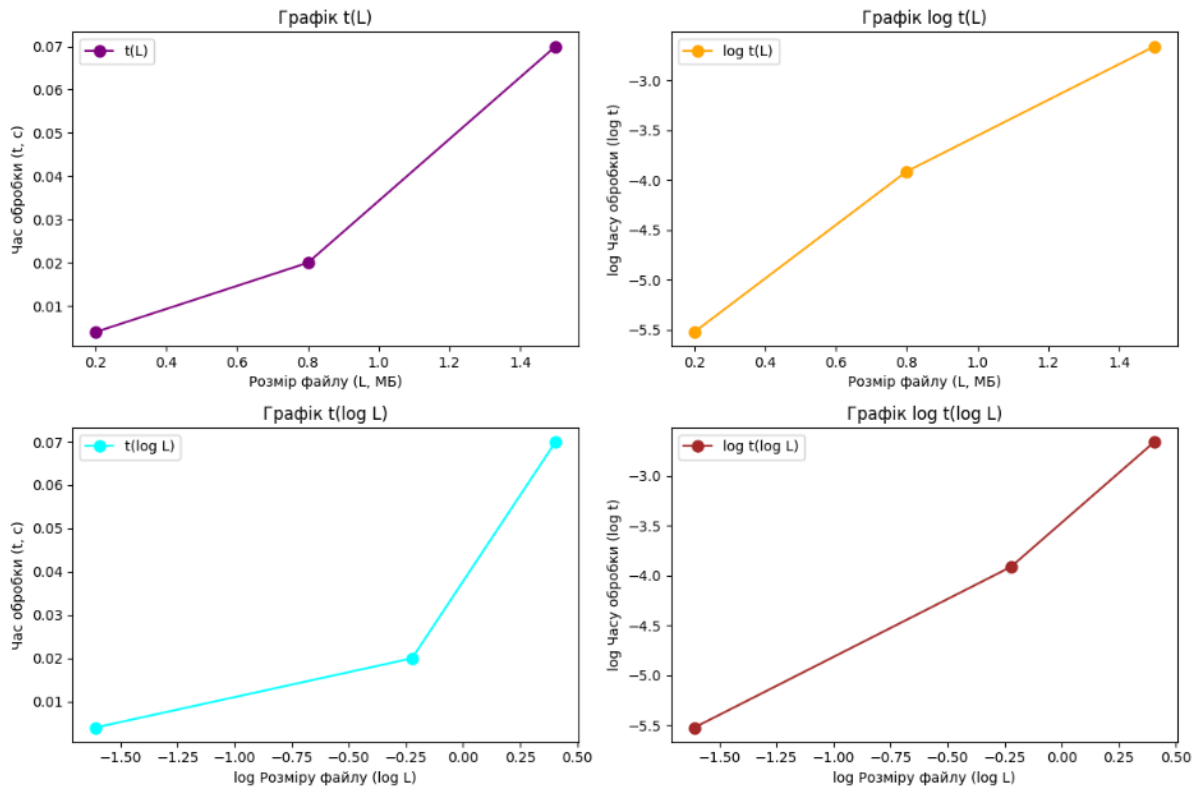 Графік t(L)
t(L)
Час обробки (t, с)
0.07
0.06
0.05
0.04
0.03
0.02
0.01
0.2 0.4 0.6 0.8 1.0 1.2 1.4
Розмір файлу (L, МБ)
Графік log t(L)
log t(L)
log Часу обробки (log t)
−3.0
−3.5
−4.0
−4.5
−5.0
−5.5
0.2 0.4 0.6 0.8 1.0 1.2 1.4
Розмір файлу (L, МБ)
Графік t(log L)
t(log L)
Час обробки (t, с)
0.07
0.06
0.05
0.04
0.03
0.02
0.01
−1.50 −1.25 −1.00 −0.75 −0.50 −0.25 0.00 0.25 0.50
log Розміру файлу (log L)
Графік log t(log L)
log t(log L)
log Часу обробки (log t)
−3.0
−3.5
−4.0
−4.5
−5.0
−5.5
−1.50 −1.25 −1.00 −0.75 −0.50 −0.25 0.00 0.25 0.50
log Розміру файлу (log L)